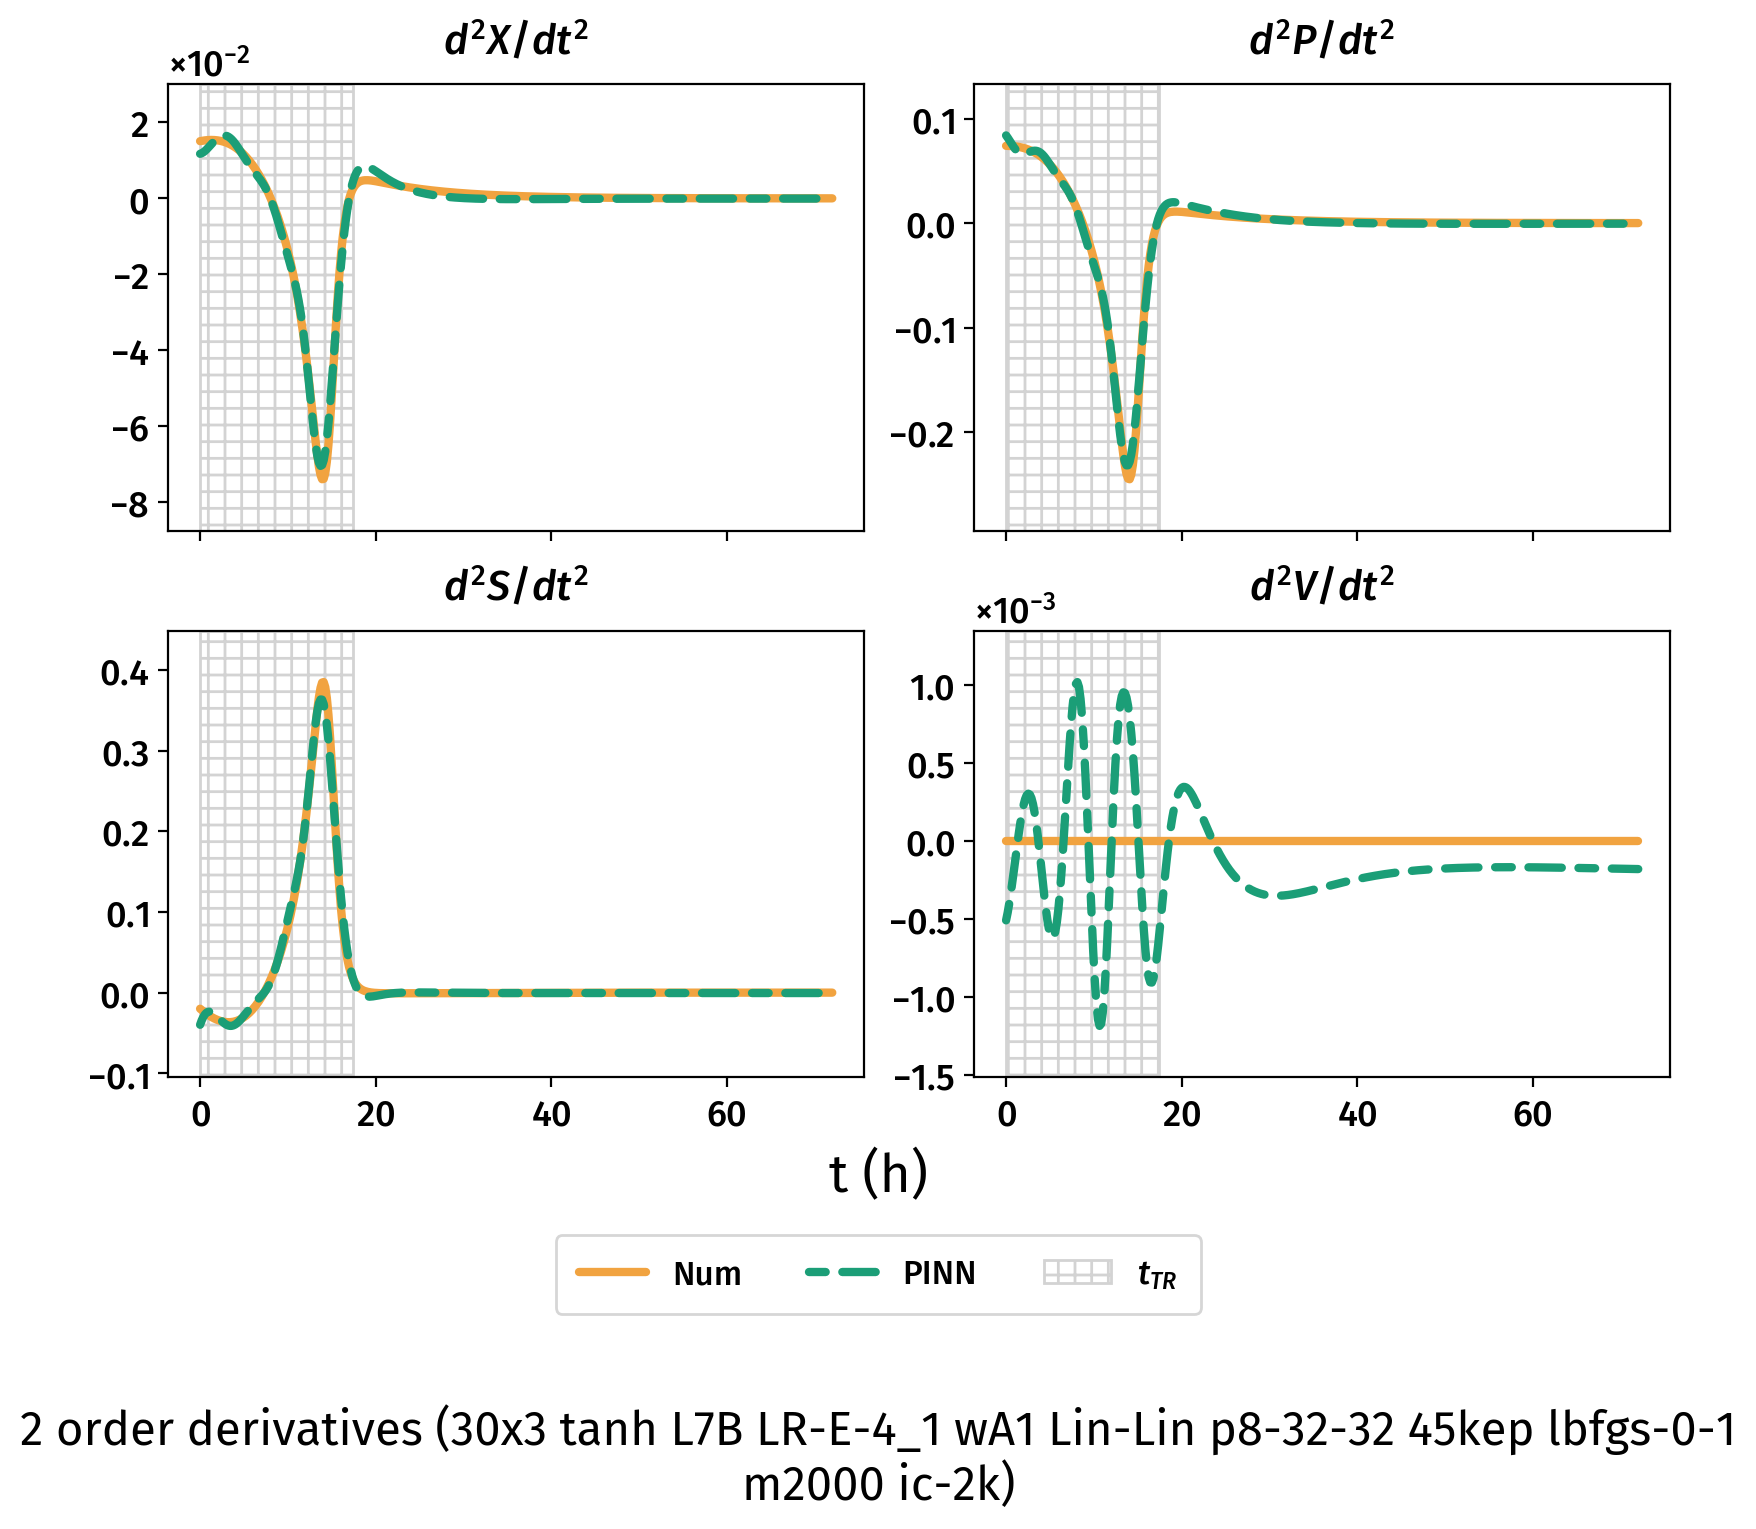 d²X/dt²
×10⁻²
2
0
−2
−4
−6
−8
d²P/dt²
0.1
0.0
−0.1
−0.2
d²S/dt²
0.4
0.3
0.2
0.1
0.0
−0.1
0 20 40 60
d²V/dt²
×10⁻³
1.0
0.5
0.0
−0.5
−1.0
−1.5
0 20 40 60
t (h)
Num PINN t_TR
2 order derivatives (30x3 tanh L7B LR-E-4_1 wA1 Lin-Lin p8-32-32 45kep lbfgs-0-1
m2000 ic-2k)